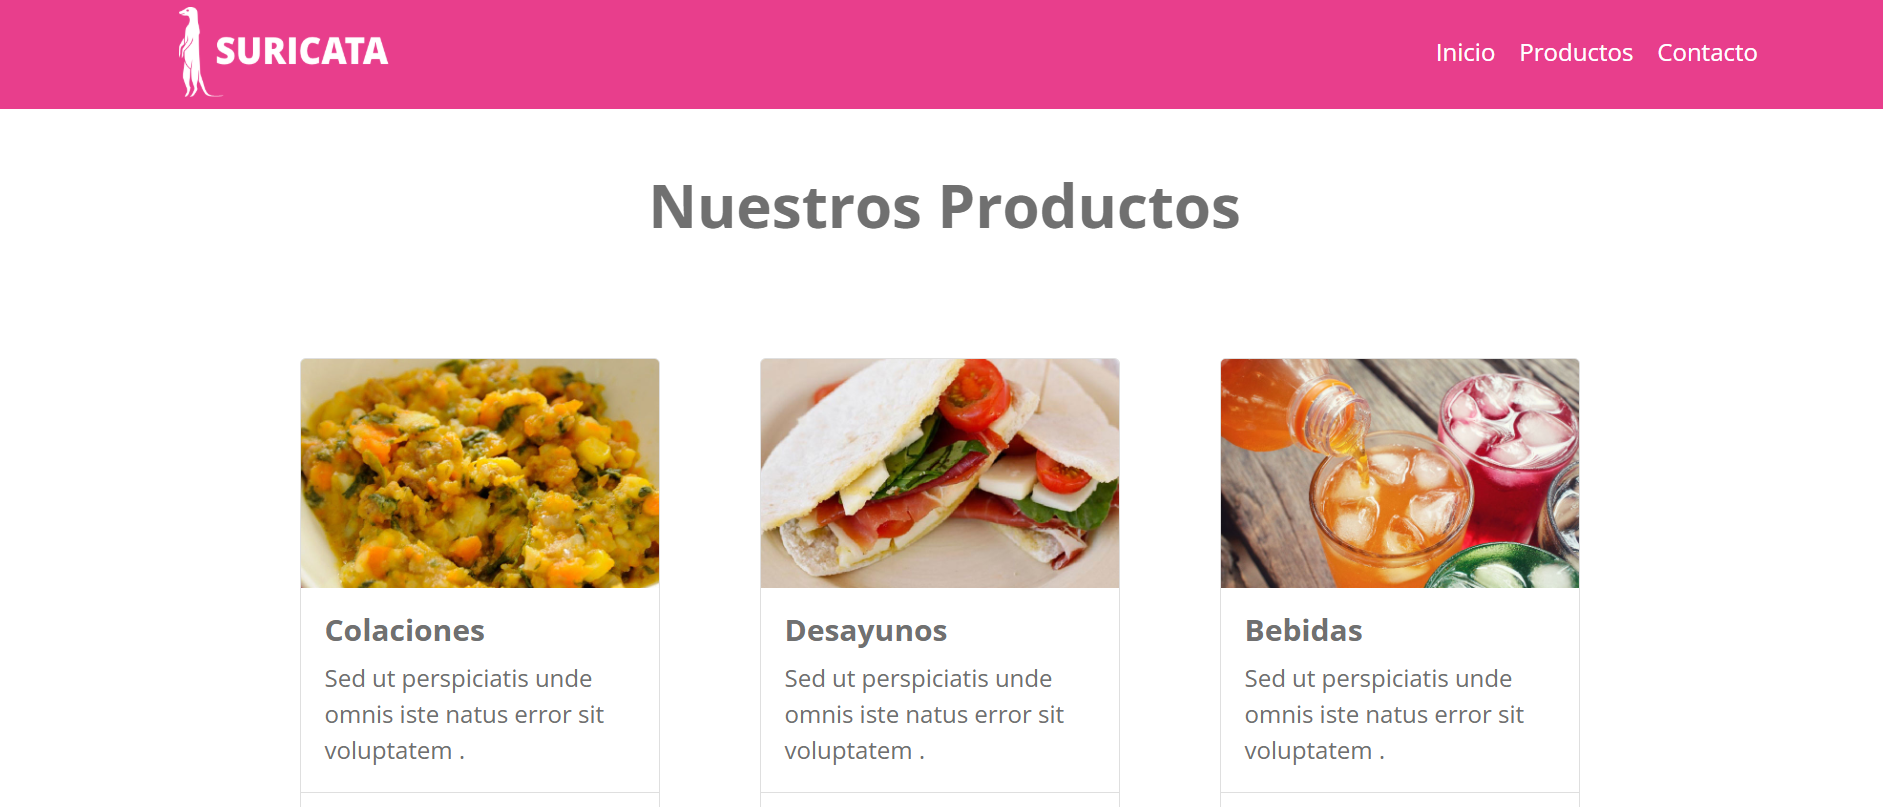 SURICATA
Inicio Productos Contacto
Nuestros Productos
Colaciones
Sed ut perspiciatis unde
omnis iste natus error sit
voluptatem .
Desayunos
Sed ut perspiciatis unde
omnis iste natus error sit
voluptatem .
Bebidas
Sed ut perspiciatis unde
omnis iste natus error sit
voluptatem .